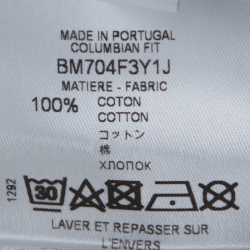 MADE IN PORTUGAL
COLUMBIAN FIT
BM704F3Y1J
MATIERE - FABRIC
100% COTON
COTTON
コットン
棉
ХЛОПОК
1292
30
LAVER ET REPASSER SUR
L'ENVERS